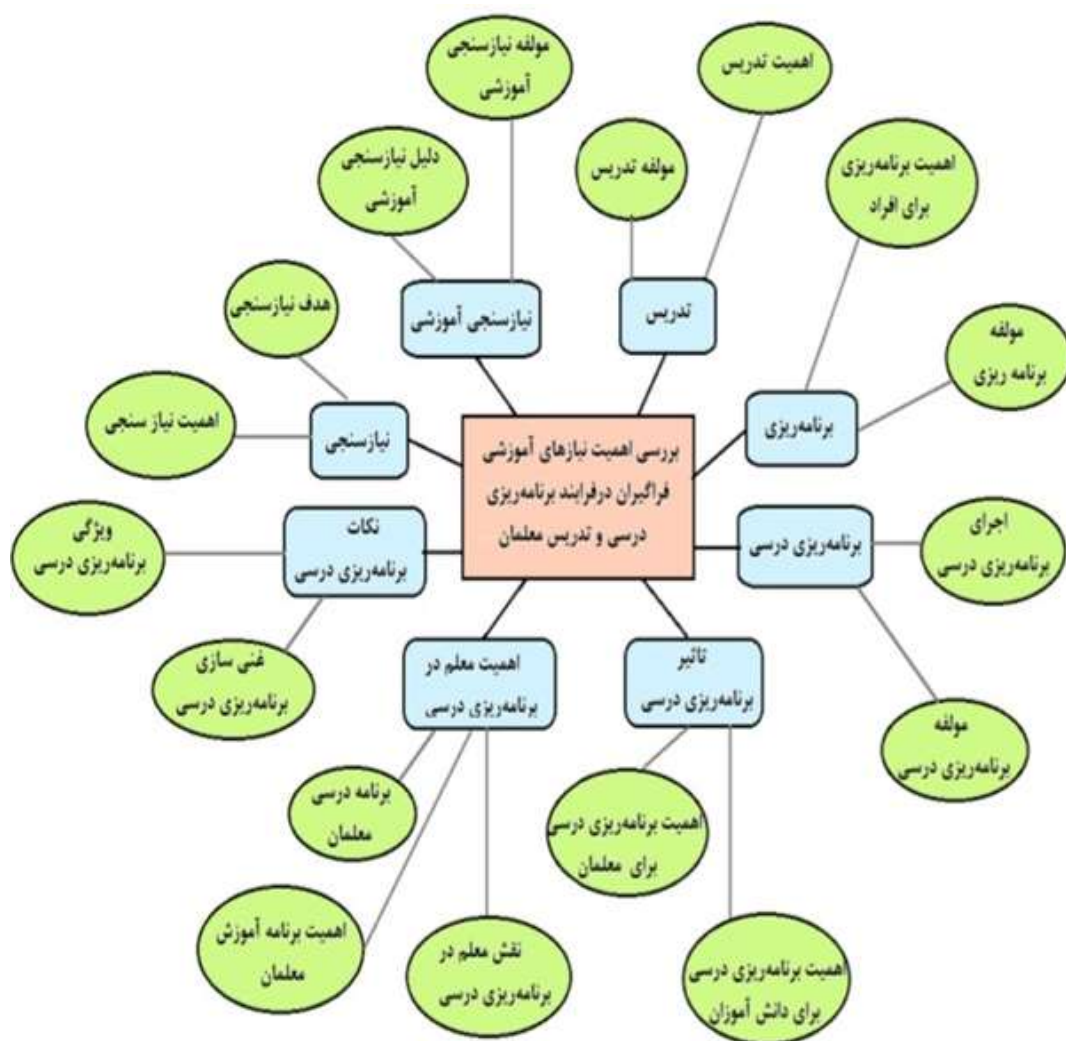 مولفه نیازسنجی
آموزشی
اهمیت تدریس
دلیل نیازسنجی
آموزشی
مولفه تدریس
اهمیت برنامه‌ریزی
برای افراد
هدف نیازسنجی
نیازسنجی آموزشی
تدریس
مولفه
برنامه ریزی
اهمیت نیاز سنجی
نیازسنجی
بررسی اهمیت نیازهای آموزشی
فراگیران درفرایند برنامه‌ریزی
درسی و تدریس معلمان
برنامه‌ریزی
ویژگی
برنامه‌ریزی درسی
نکات
برنامه‌ریزی درسی
برنامه‌ریزی درسی
اجرای
برنامه‌ریزی درسی
غنی سازی
برنامه‌ریزی درسی
اهمیت معلم در
برنامه‌ریزی درسی
تاثیر
برنامه‌ریزی درسی
مولفه
برنامه‌ریزی درسی
برنامه درسی
معلمان
اهمیت برنامه‌ریزی درسی
برای معلمان
اهمیت برنامه آموزش
معلمان
نقش معلم در
برنامه‌ریزی درسی
اهمیت برنامه‌ریزی درسی
برای دانش آموزان